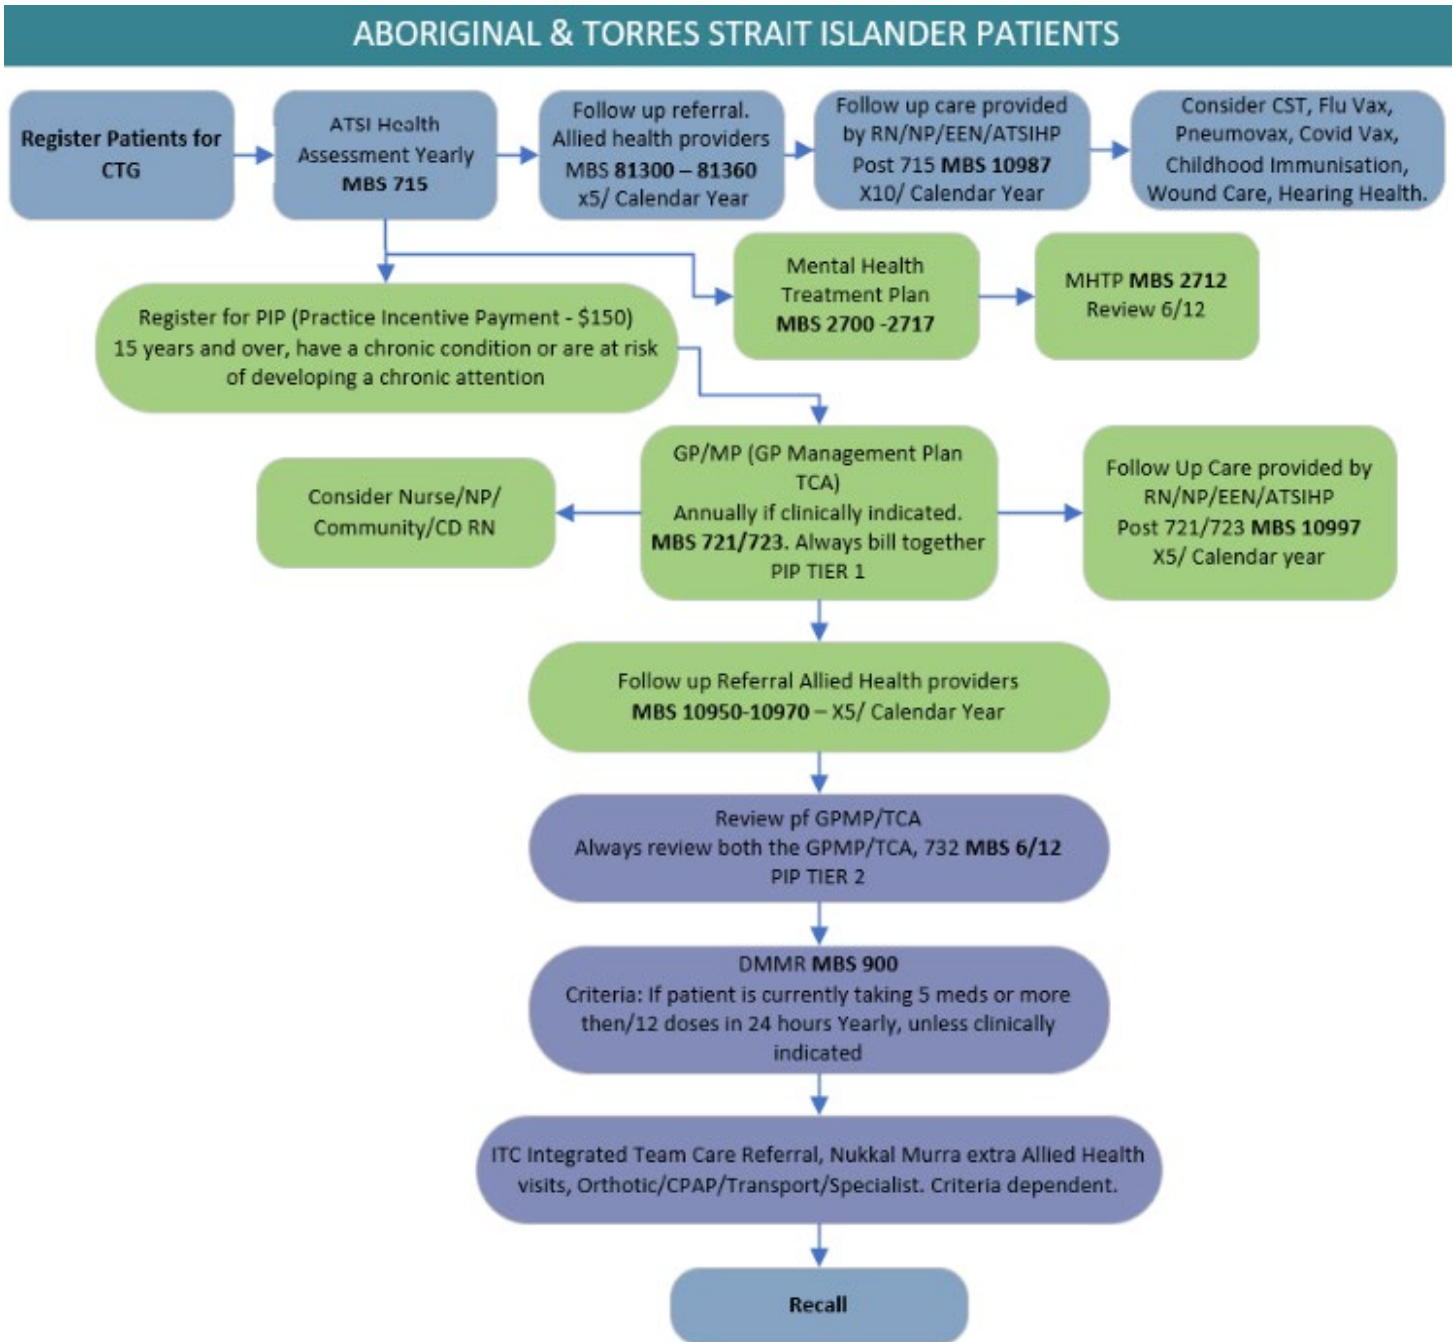 ABORIGINAL & TORRES STRAIT ISLANDER PATIENTS
Register Patients for
CTG
ATSI Health
Assessment Yearly
MBS 715
Follow up referral.
Allied health providers
MBS 81300 – 81360
x5/ Calendar Year
Follow up care provided
by RN/NP/EEN/ATSIHP
Post 715 MBS 10987
X10/ Calendar Year
Consider CST, Flu Vax,
Pneumovax, Covid Vax,
Childhood Immunisation,
Wound Care, Hearing Health.
Mental Health
Treatment Plan
MBS 2700 -2717
MHTP MBS 2712
Review 6/12
Register for PIP (Practice Incentive Payment - $150)
15 years and over, have a chronic condition or are at risk
of developing a chronic attention
Consider Nurse/NP/
Community/CD RN
GP/MP (GP Management Plan
TCA)
Annually if clinically indicated.
MBS 721/723. Always bill together
PIP TIER 1
Follow Up Care provided by
RN/NP/EEN/ATSIHP
Post 721/723 MBS 10997
X5/ Calendar year
Follow up Referral Allied Health providers
MBS 10950-10970 – X5/ Calendar Year
Review pf GPMP/TCA
Always review both the GPMP/TCA, 732 MBS 6/12
PIP TIER 2
DMMR MBS 900
Criteria: If patient is currently taking 5 meds or more
then/12 doses in 24 hours Yearly, unless clinically
indicated
ITC Integrated Team Care Referral, Nukkal Murra extra Allied Health
visits, Orthotic/CPAP/Transport/Specialist. Criteria dependent.
Recall